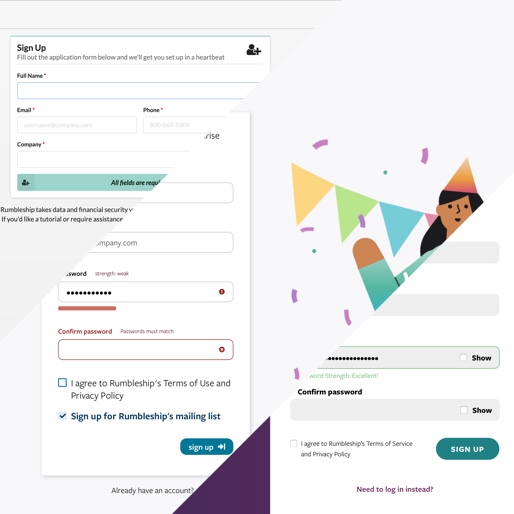 Sign Up
Fill out the application form below and we'll get you set up in a heartbeat
Full Name *
Email * Phone *
username@company.com 800-867-5309
Company *
All fields are requi
Rumbleship takes data and financial security
If you'd like a tutorial or require assistance
rise
company.com
sword strength: weak
Confirm password Passwords must match
I agree to Rumbleship's Terms of Use and
Privacy Policy
Sign up for Rumbleship's mailing list
sign up
Already have an account?
Show
word Strength: Excellent!
Confirm password
Show
I agree to Rumbleship's Terms of Service
and Privacy Policy
SIGN UP
Need to log in instead?